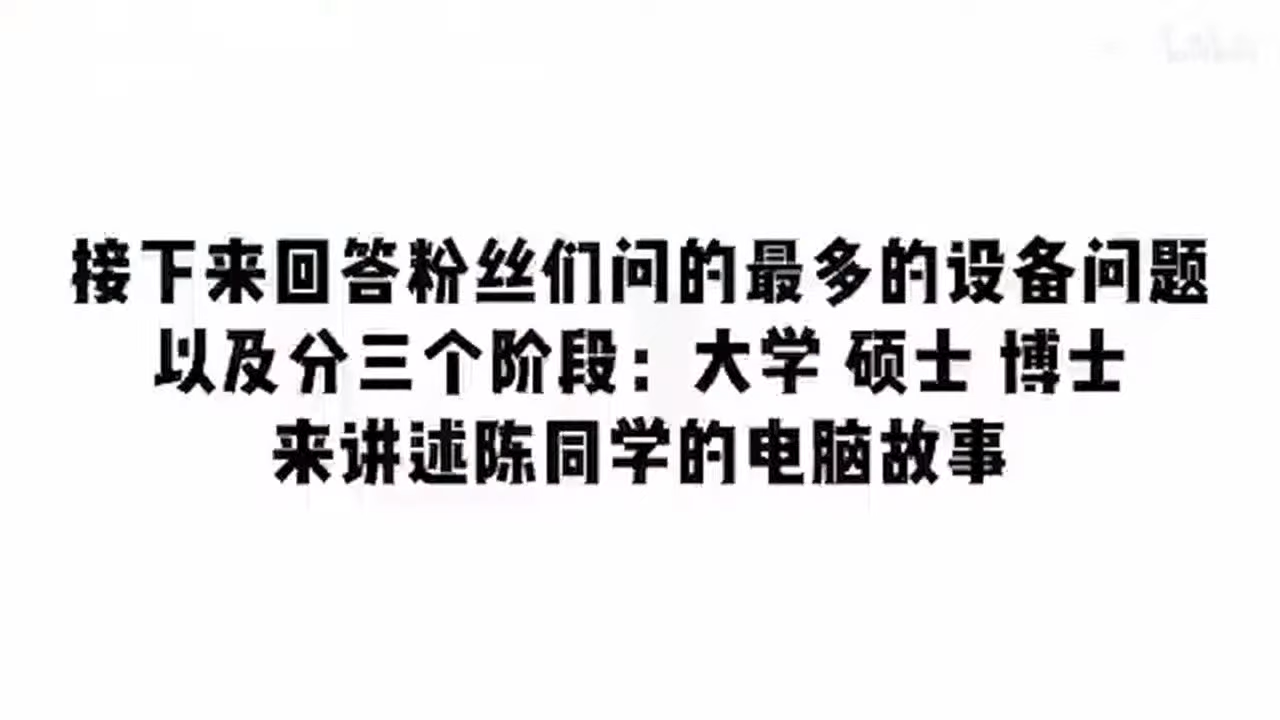 接下来回答粉丝们问的最多的设备问题
以及分三个阶段：大学 硕士 博士
来讲述陈同学的电脑故事